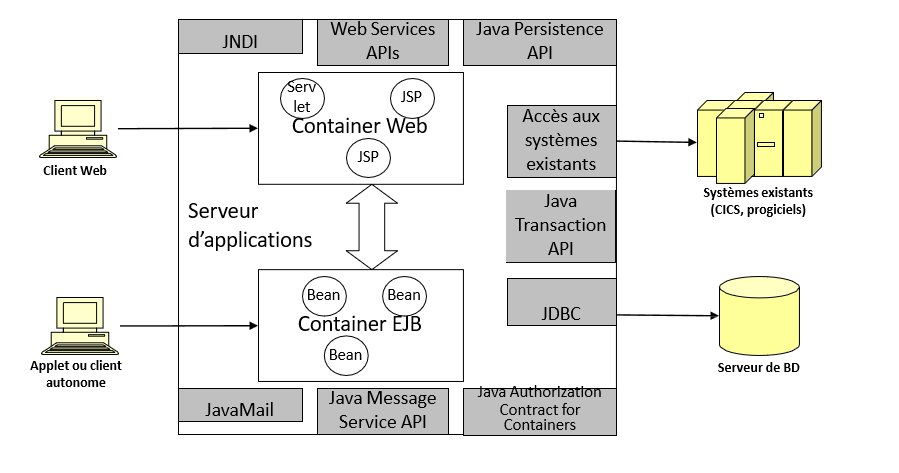 JNDI
Web Services
APIs
Java Persistence
API
Serv
let
JSP
Container Web
JSP
Accès aux
systèmes
existants
Client Web
Systèmes existants
(CICS, progiciels)
Serveur
d’applications
Java
Transaction
API
Bean
Bean
Container EJB
Bean
JDBC
Applet ou client
autonome
Serveur de BD
JavaMail
Java Message
Service API
Java Authorization
Contract for
Containers